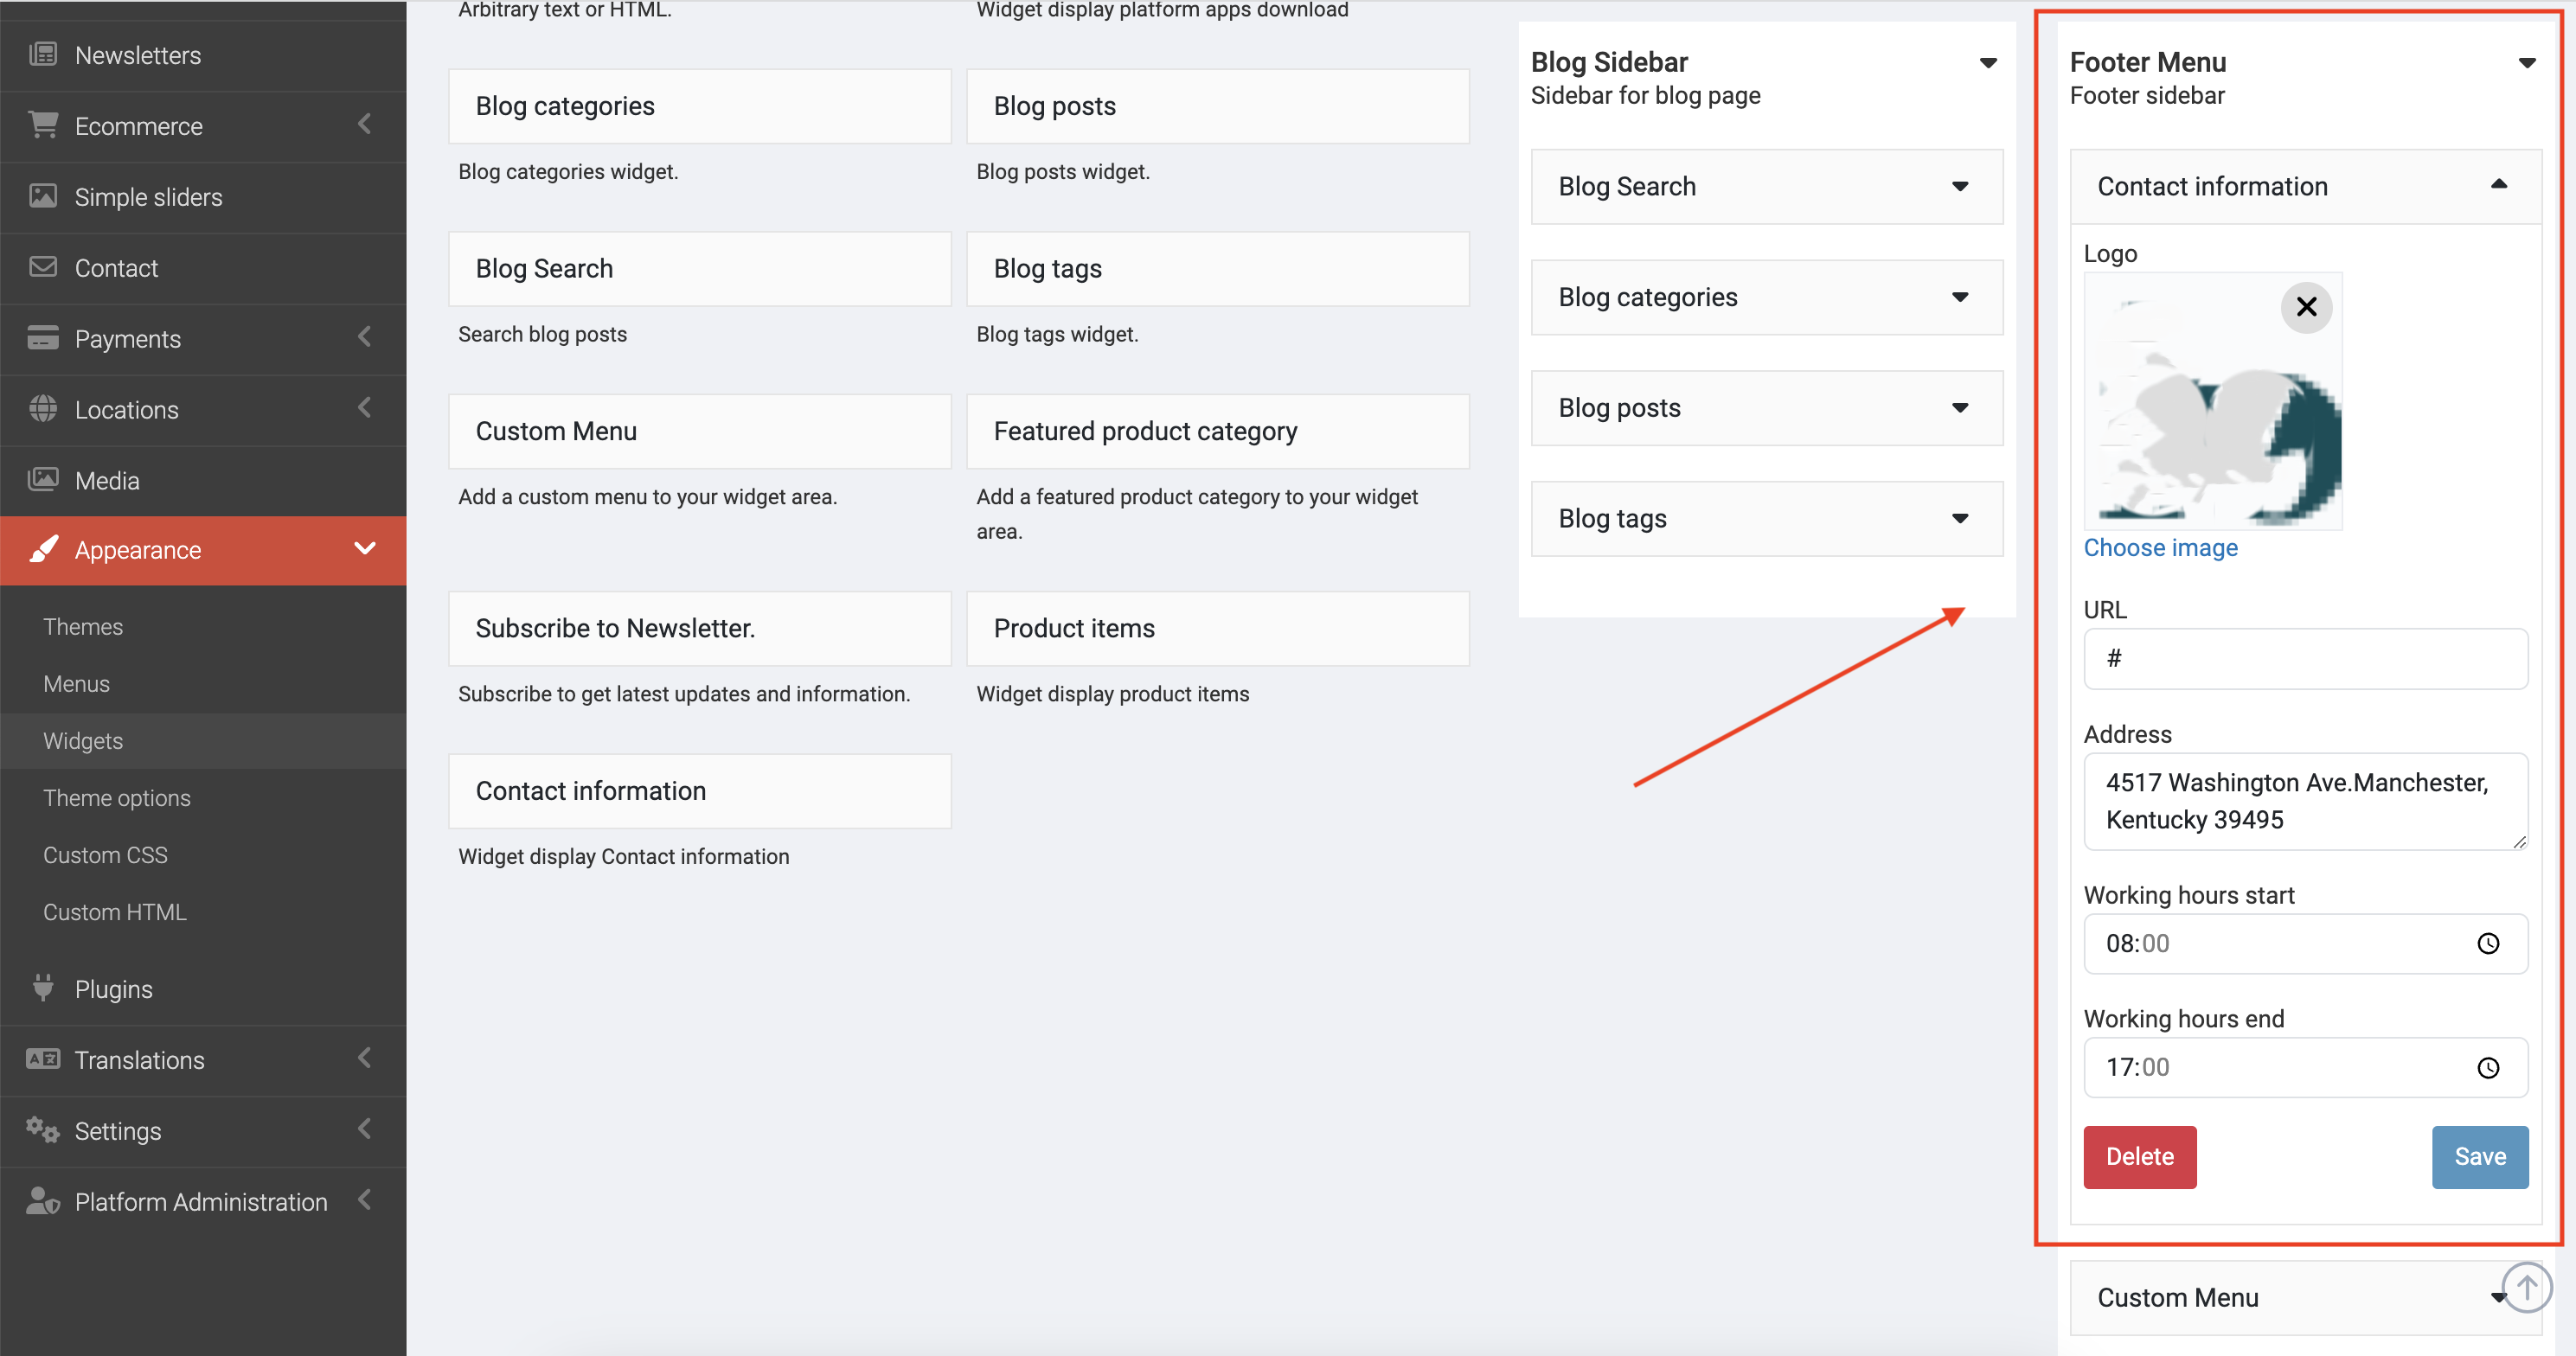 Newsletters
Ecommerce
Simple sliders
Contact
Payments
Locations
Media
Appearance
Themes
Menus
Widgets
Theme options
Custom CSS
Custom HTML
Plugins
Translations
Settings
Platform Administration
Arbitrary text or HTML.
Widget display platform apps download
Blog categories
Blog categories widget.
Blog posts
Blog posts widget.
Blog Search
Search blog posts
Blog tags
Blog tags widget.
Custom Menu
Add a custom menu to your widget area.
Featured product category
Add a featured product category to your widget
area.
Subscribe to Newsletter.
Subscribe to get latest updates and information.
Product items
Widget display product items
Contact information
Widget display Contact information
Blog Sidebar
Sidebar for blog page
Blog Search
Blog categories
Blog posts
Blog tags
Footer Menu
Footer sidebar
Contact information
Logo
Choose image
URL
#
Address
4517 Washington Ave.Manchester,
Kentucky 39495
Working hours start
08:00
Working hours end
17:00
Delete
Save
Custom Menu